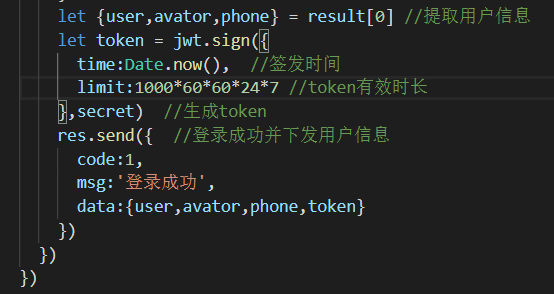 let {user,avator,phone} = result[0] //提取用户信息
let token = jwt.sign({
time:Date.now(),  //签发时间
limit:1000*60*60*24*7 //token有效时长
},secret)  //生成token
res.send({  //登录成功并下发用户信息
code:1,
msg:'登录成功',
data:{user,avator,phone,token}
})
})
})